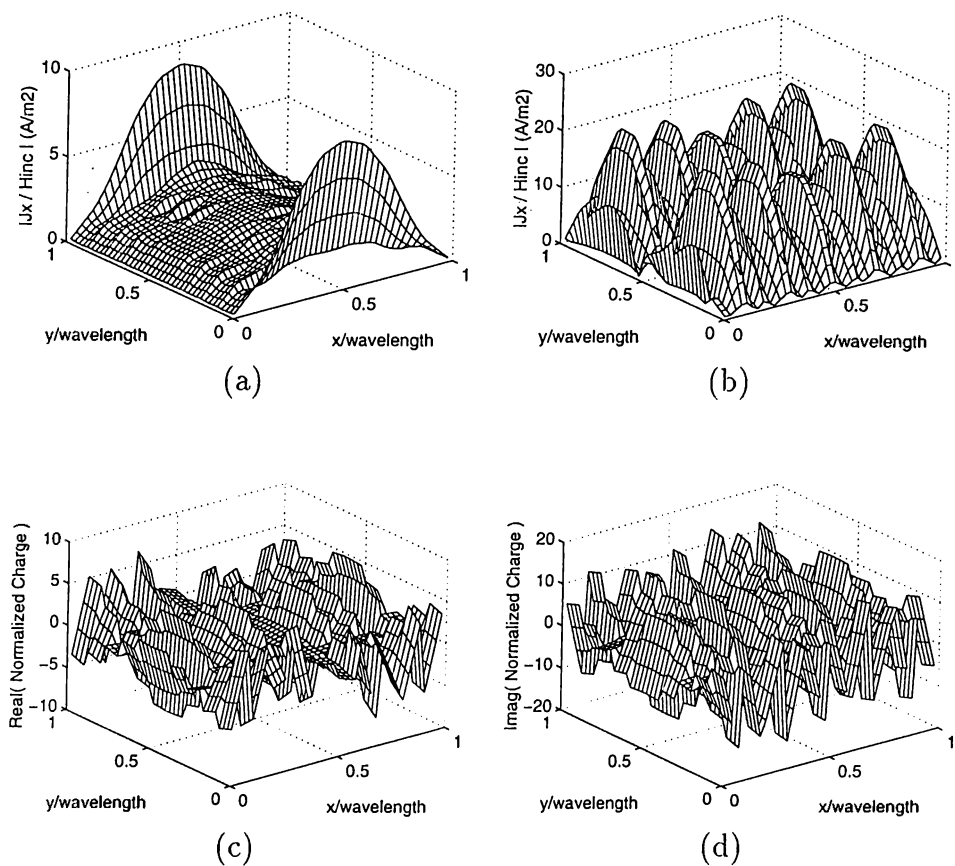 |Jx / Hinc | (A/m2)
10
5
0
1
0.5
0
0
0.5
1
y/wavelength
x/wavelength
(a)
|Jx / Hinc | (A/m2)
30
20
10
0
1
0.5
0
0
0.5
1
y/wavelength
x/wavelength
(b)
Real( Normalized Charge )
10
5
0
−5
−10
1
0.5
0
0
0.5
1
y/wavelength
x/wavelength
(c)
Imag( Normalized Charge )
20
10
0
−10
−20
1
0.5
0
0
0.5
1
y/wavelength
x/wavelength
(d)